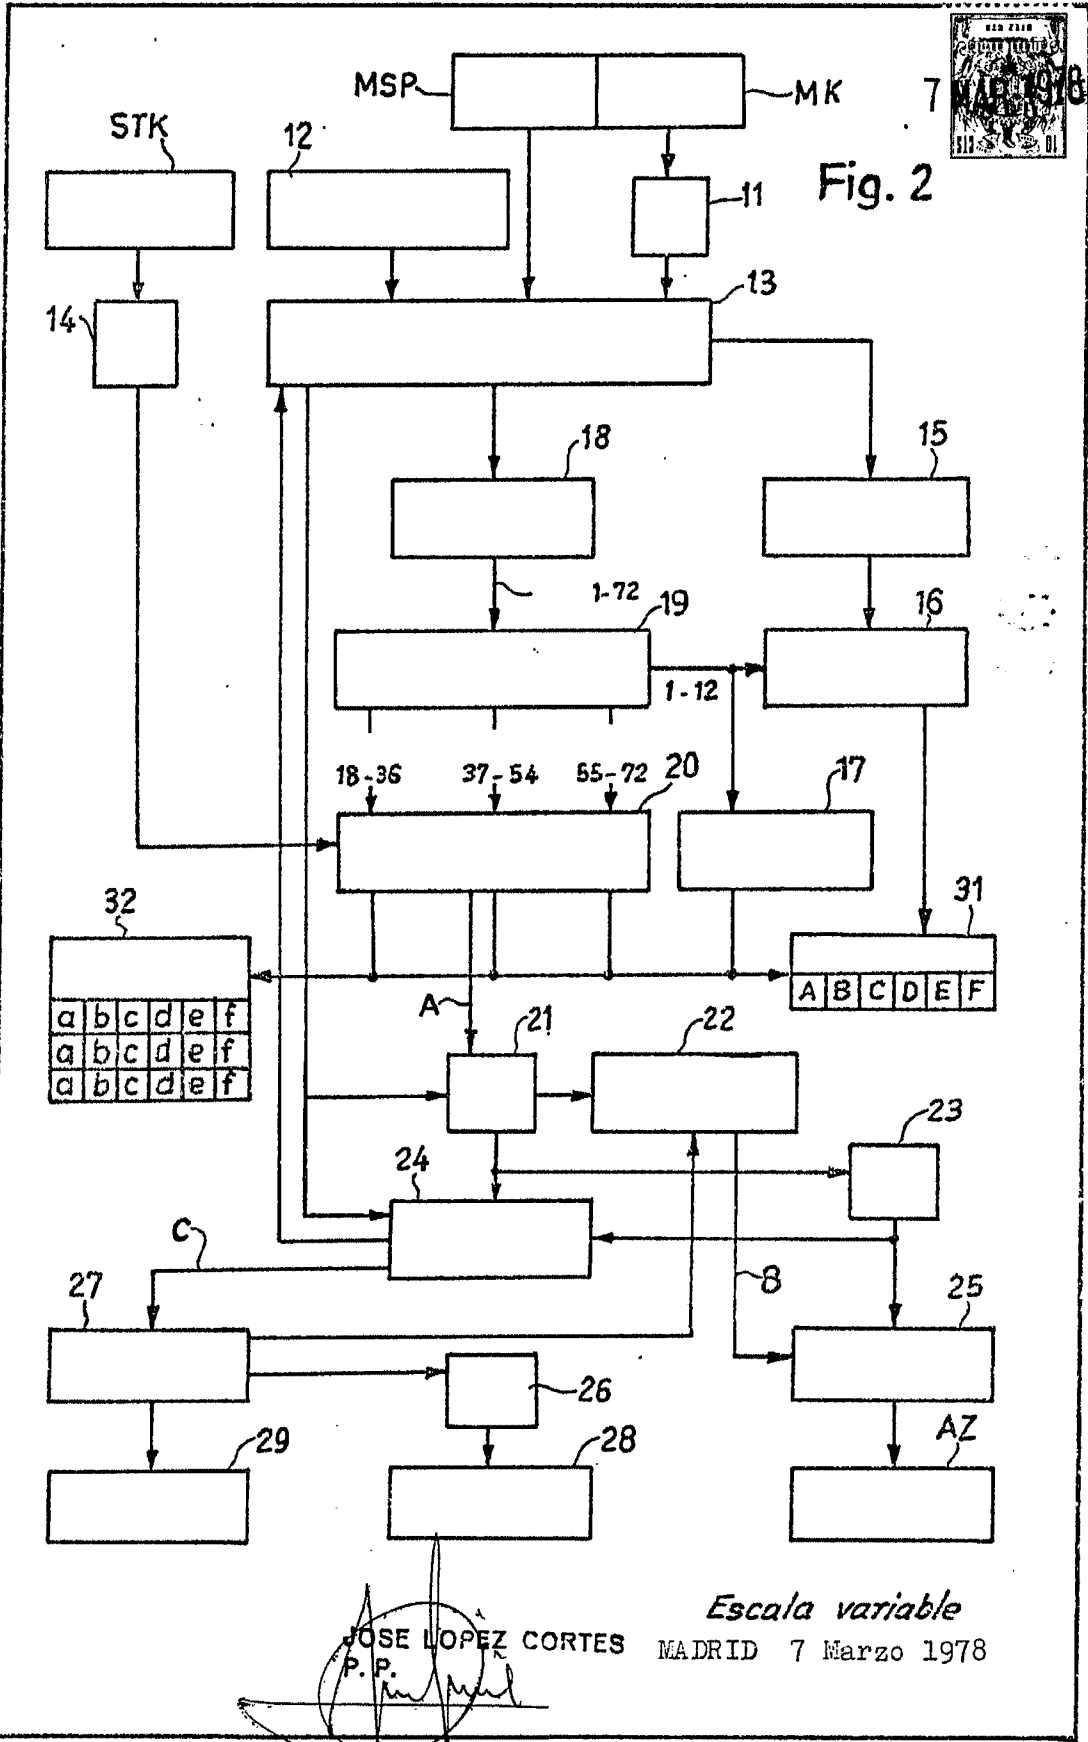 MSP
MK
7 MAR 1978
STK
12
11
Fig. 2
13
14
18
15
1-72
19
16
1-12
18-36
37-54
55-72
20
17
32
31
A B C D E F
a b c d e f
a b c d e f
a b c d e f
A
21
22
23
24
C
B
27
25
26
29
28
AZ
Escala variable
JOSE LOPEZ CORTES
MADRID 7 Marzo 1978
P. P.